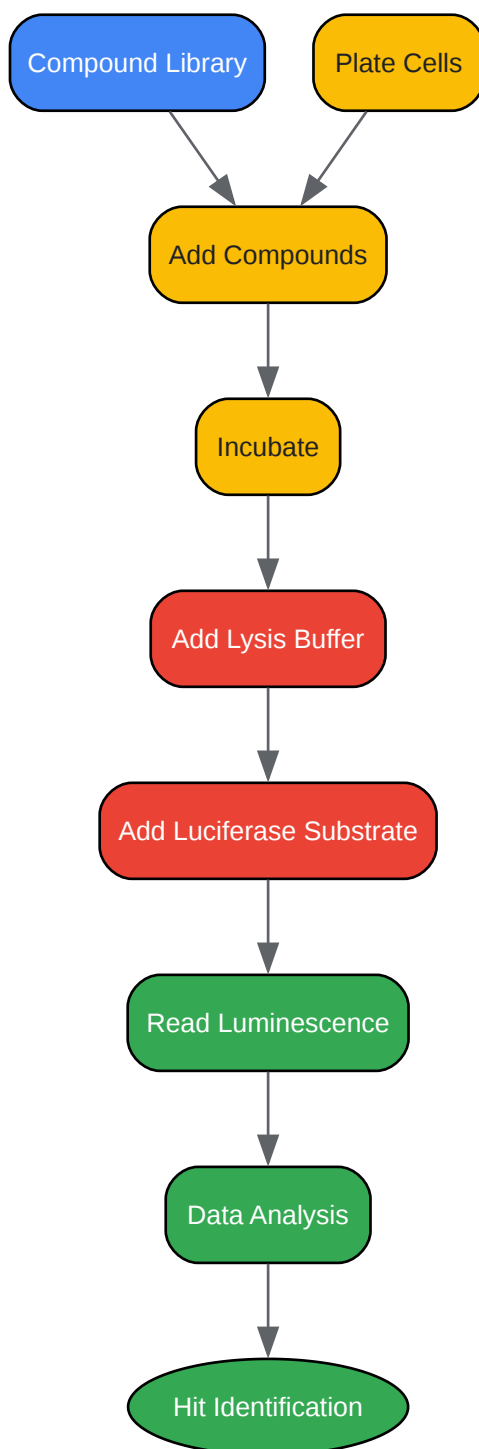 Compound Library
Plate Cells
Add Compounds
Incubate
Add Lysis Buffer
Add Luciferase Substrate
Read Luminescence
Data Analysis
Hit Identification